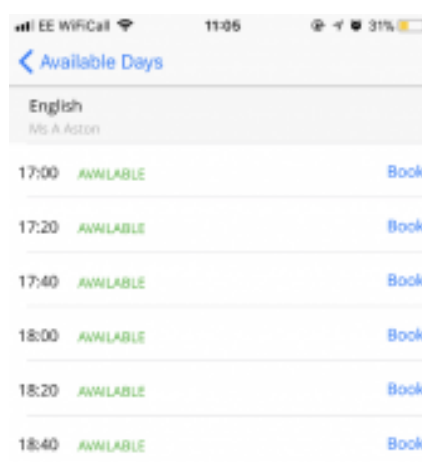 EE WiFiCall 11:05 31%
Available Days
English
Ms A Aston
17:00 AVAILABLE Book
17:20 AVAILABLE Book
17:40 AVAILABLE Book
18:00 AVAILABLE Book
18:20 AVAILABLE Book
18:40 AVAILABLE Book